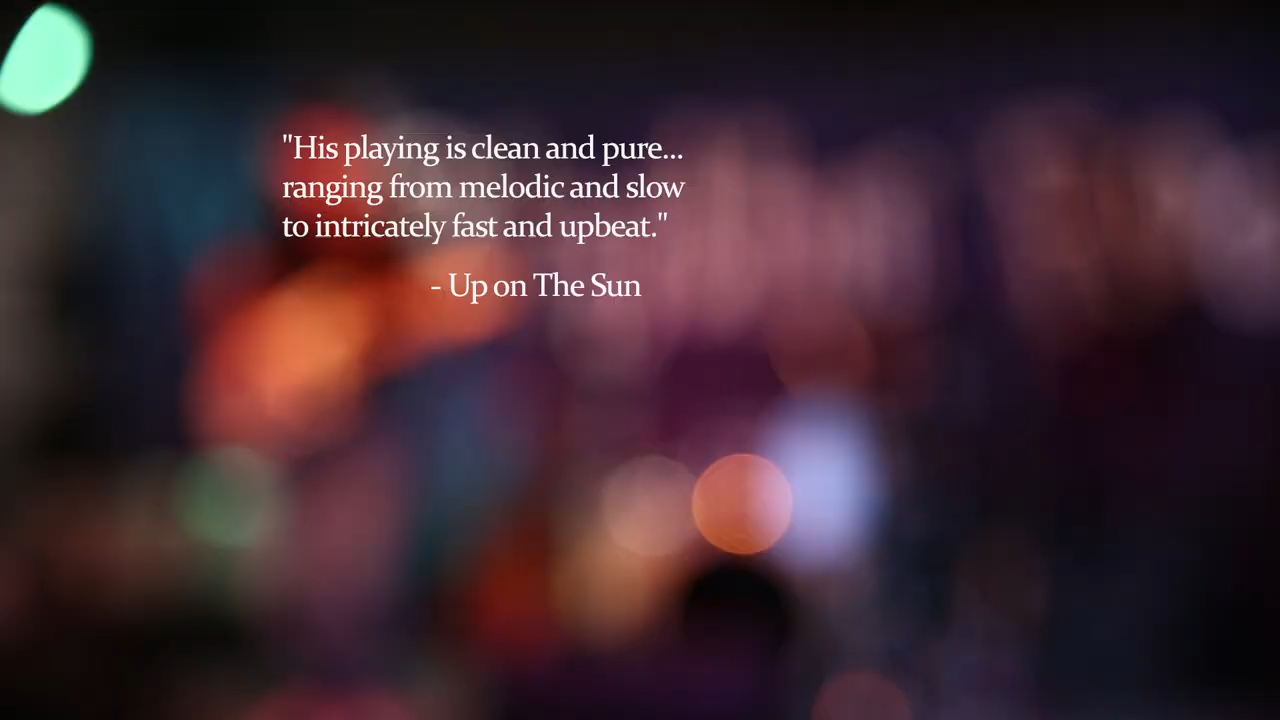 "His playing is clean and pure...
ranging from melodic and slow
to intricately fast and upbeat."
- Up on The Sun